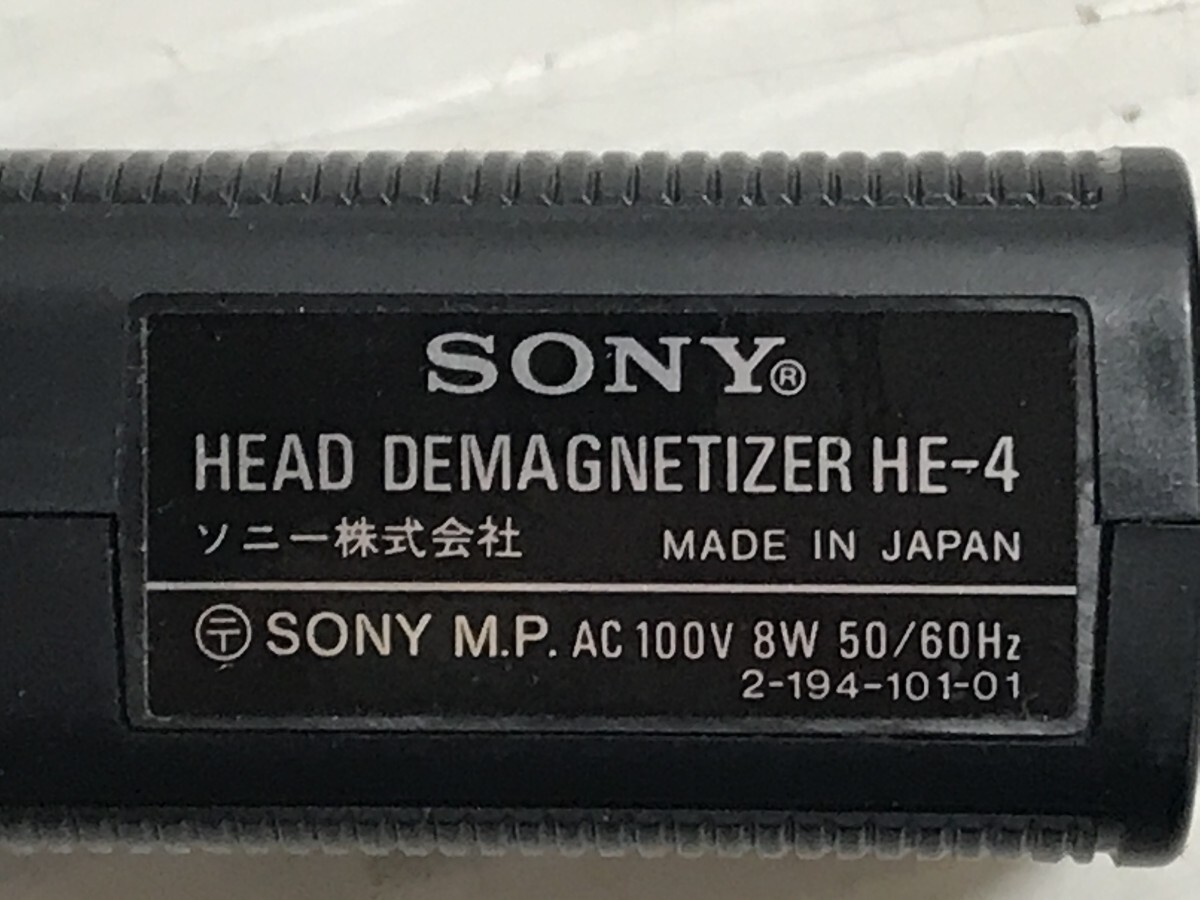 SONY®
HEAD DEMAGNETIZER HE-4
ソニー株式会社 MADE IN JAPAN
〶 SONY M.P. AC 100V 8W 50/60Hz
2-194-101-01